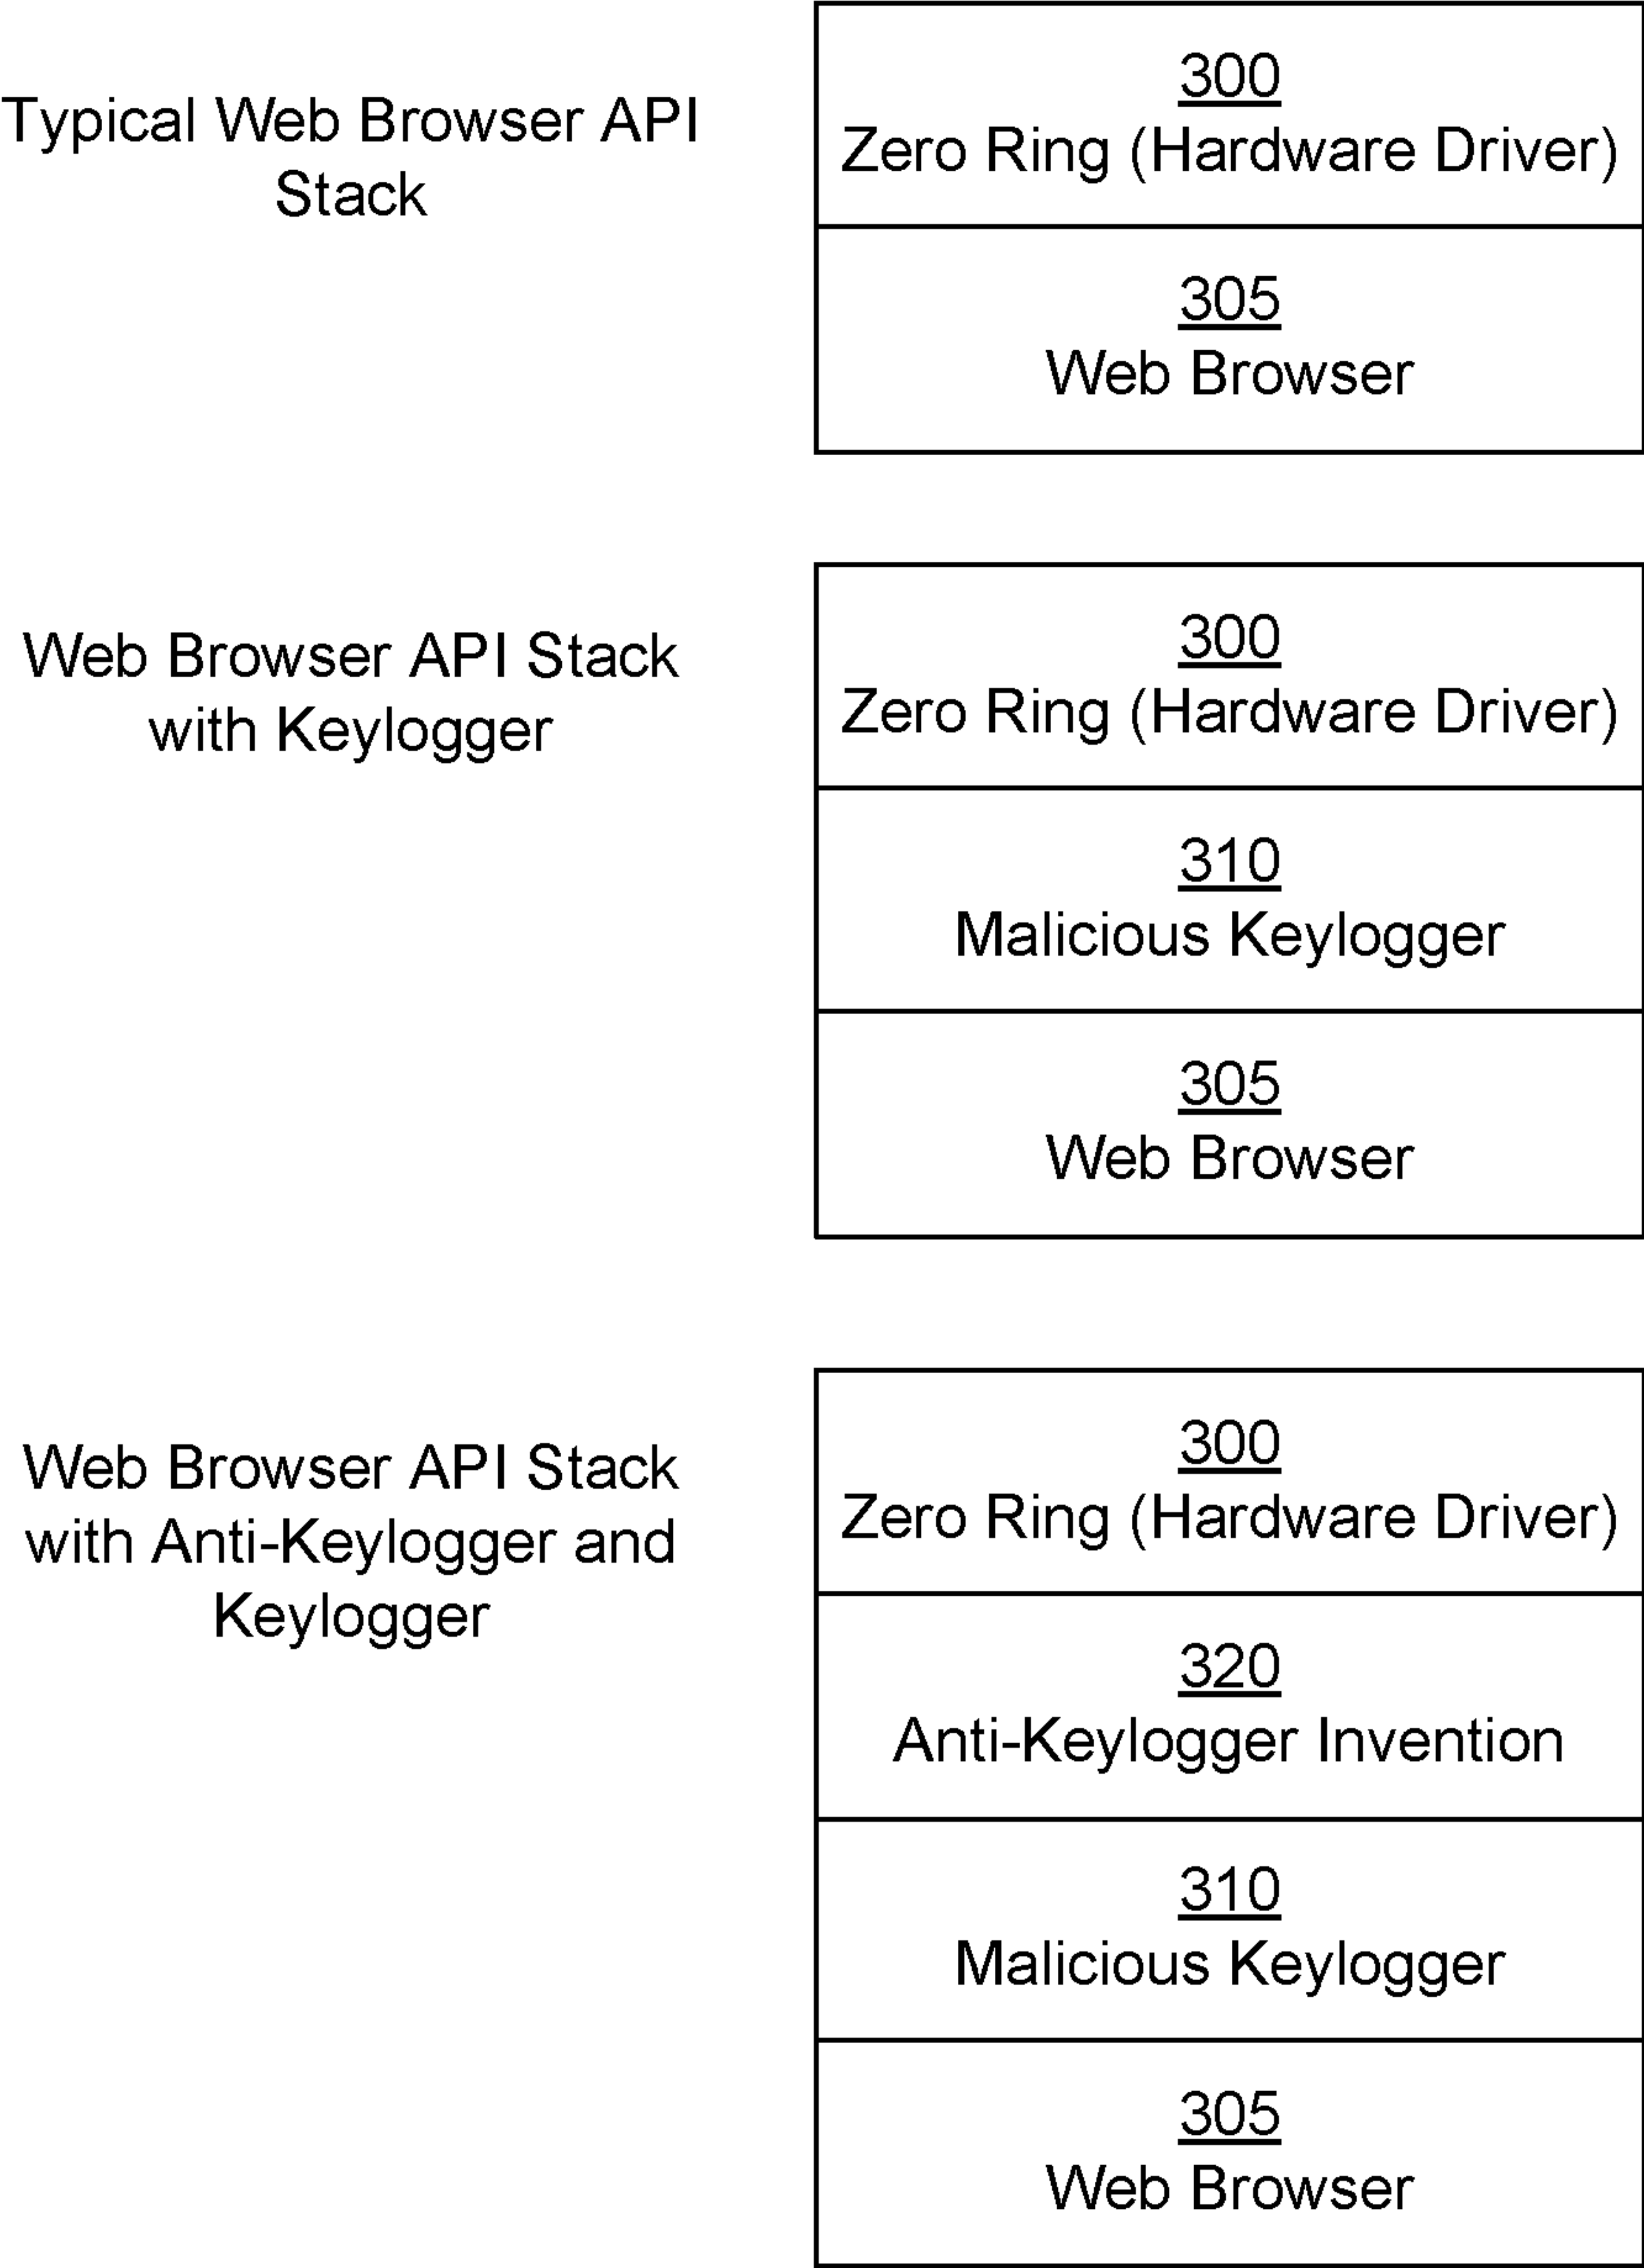 Typical Web Browser API
Stack
300
Zero Ring (Hardware Driver)
305
Web Browser
Web Browser API Stack
with Keylogger
300
Zero Ring (Hardware Driver)
310
Malicious Keylogger
305
Web Browser
Web Browser API Stack
with Anti-Keylogger and
Keylogger
300
Zero Ring (Hardware Driver)
320
Anti-Keylogger Invention
310
Malicious Keylogger
305
Web Browser